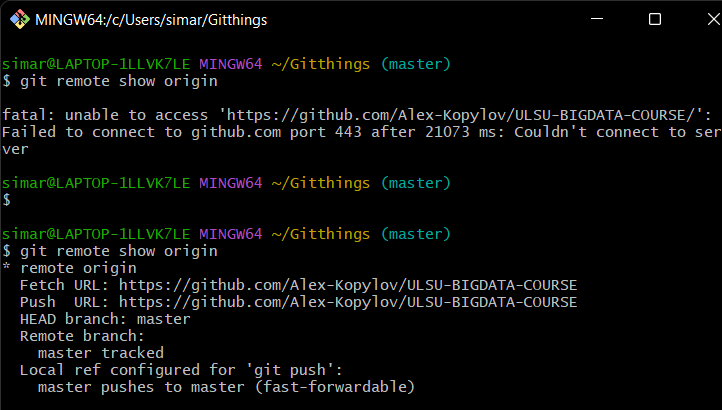 MINGW64:/c/Users/simar/Gitthings
simar@LAPTOP-1LLVK7LE MINGW64 ~/Gitthings (master)
$ git remote show origin
fatal: unable to access 'https://github.com/Alex-Kopylov/ULSU-BIGDATA-COURSE/':
Failed to connect to github.com port 443 after 21073 ms: Couldn't connect to ser
ver
simar@LAPTOP-1LLVK7LE MINGW64 ~/Gitthings (master)
$
simar@LAPTOP-1LLVK7LE MINGW64 ~/Gitthings (master)
$ git remote show origin
* remote origin
  Fetch URL: https://github.com/Alex-Kopylov/ULSU-BIGDATA-COURSE
  Push  URL: https://github.com/Alex-Kopylov/ULSU-BIGDATA-COURSE
  HEAD branch: master
  Remote branch:
    master tracked
  Local ref configured for 'git push':
    master pushes to master (fast-forwardable)